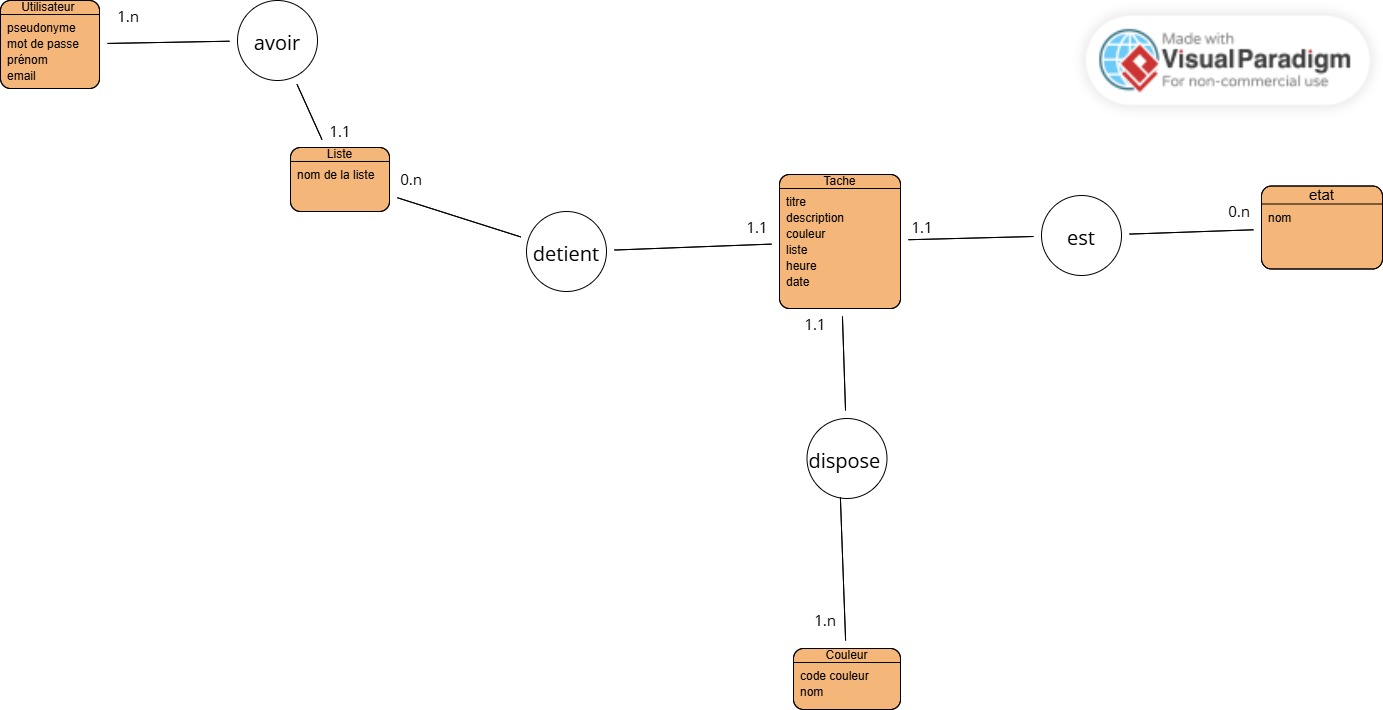 Utilisateur
pseudonyme
mot de passe
prénom
email
1.n
avoir
Made with
Visual Paradigm
For non-commercial use
1.1
Liste
nom de la liste
0.n
detient
1.1
Tache
titre
description
couleur
liste
heure
date
1.1
est
0.n
etat
nom
1.1
dispose
1.n
Couleur
code couleur
nom